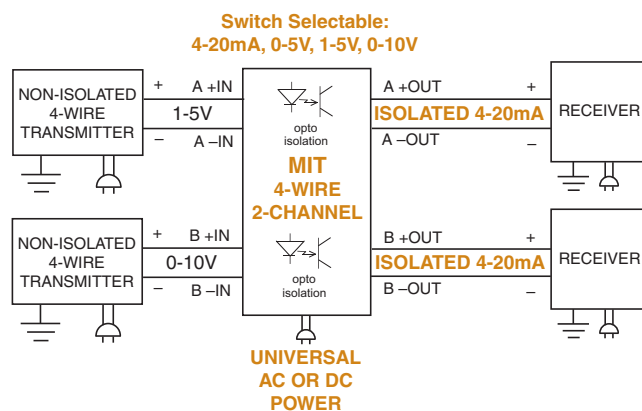 Switch Selectable:
4-20mA, 0-5V, 1-5V, 0-10V
NON-ISOLATED
4-WIRE
TRANSMITTER
+ A +IN
1-5V
– A –IN
opto
isolation
MIT
4-WIRE
2-CHANNEL
A +OUT +
ISOLATED 4-20mA
A –OUT –
RECEIVER
NON-ISOLATED
4-WIRE
TRANSMITTER
+ B +IN
0-10V
– B –IN
opto
isolation
B +OUT +
ISOLATED 4-20mA
B –OUT –
RECEIVER
UNIVERSAL
AC OR DC
POWER